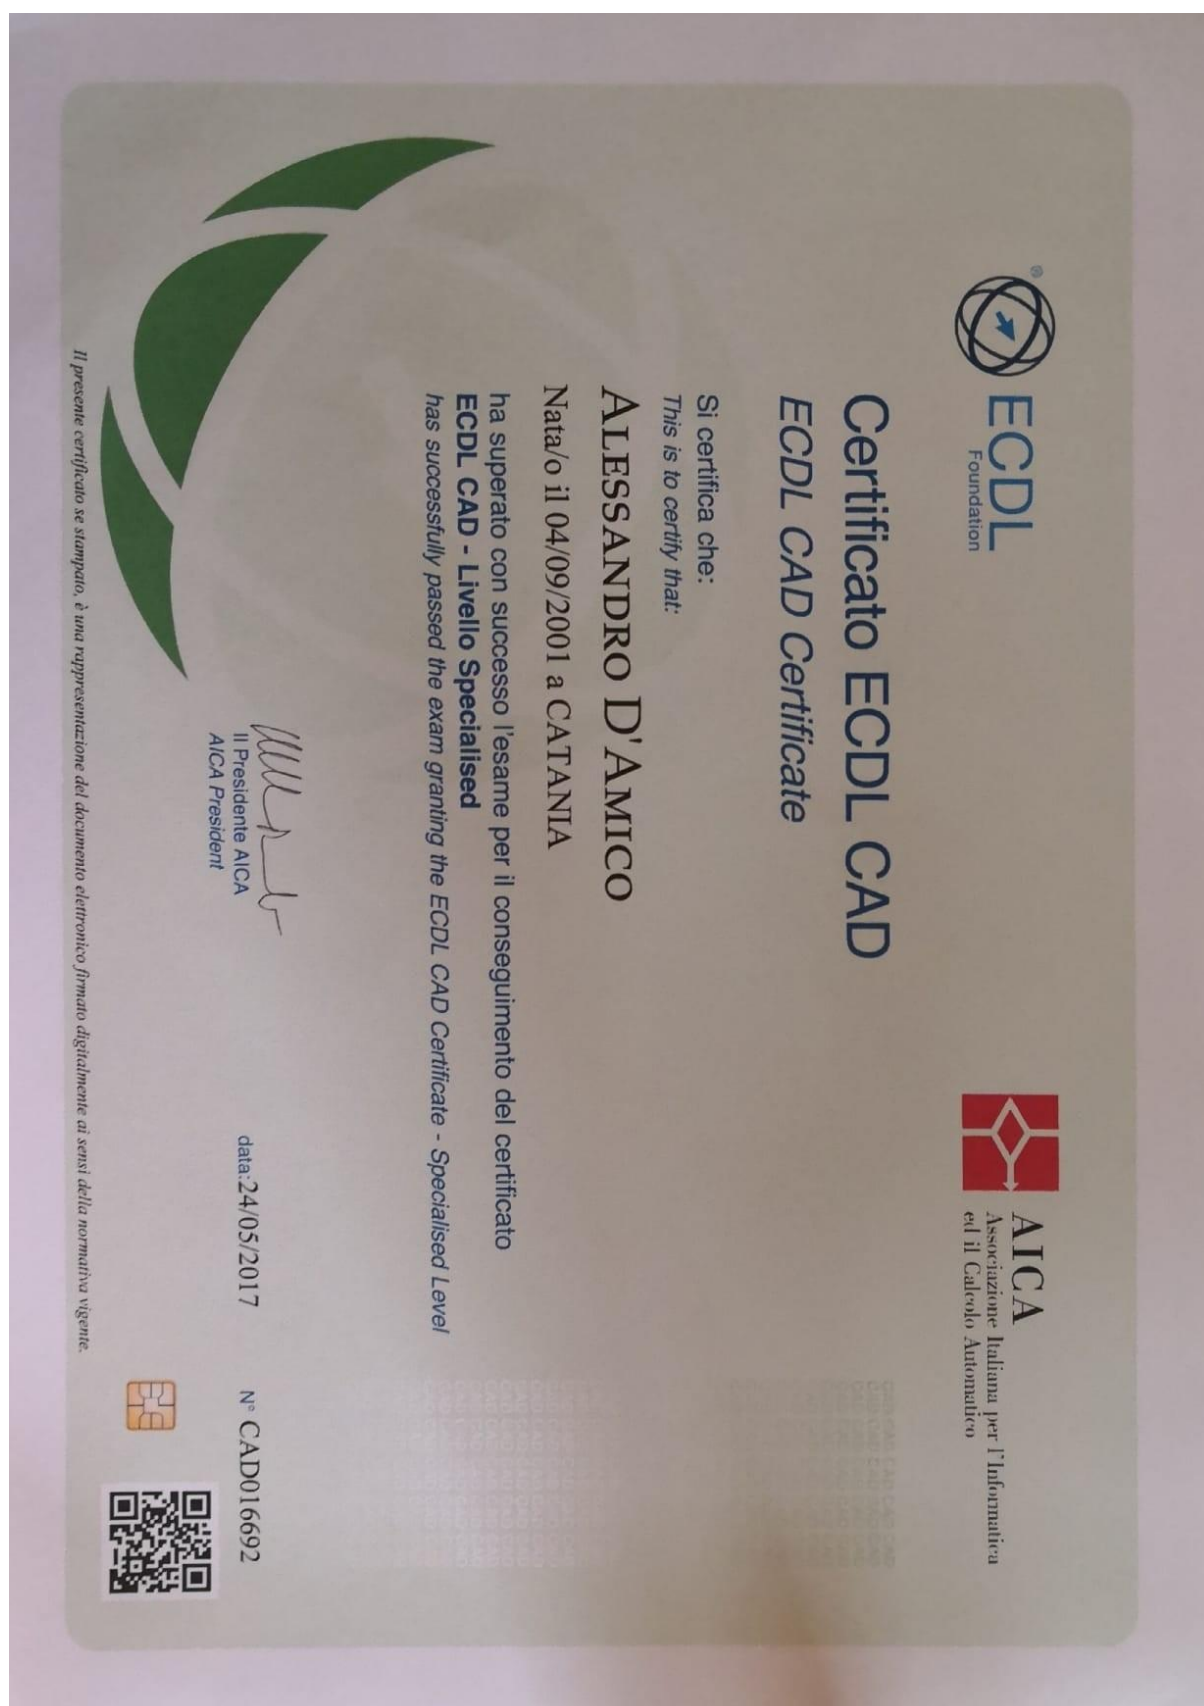 ECDL
Foundation
AICA
Associazione Italiana per l'Informatica
ed il Calcolo Automatico
Certificato ECDL CAD
ECDL CAD Certificate
Si certifica che:
This is to certify that:
ALESSANDRO D'AMICO
Nata/o il 04/09/2001 a CATANIA
ha superato con successo l'esame per il conseguimento del certificato
ECDL CAD - Livello Specialised
has successfully passed the exam granting the ECDL CAD Certificate - Specialised Level
Il Presidente AICA
AICA President
data:24/05/2017
N° CAD016692
Il presente certificato se stampato, è una rappresentazione del documento elettronico firmato digitalmente ai sensi della normativa vigente.